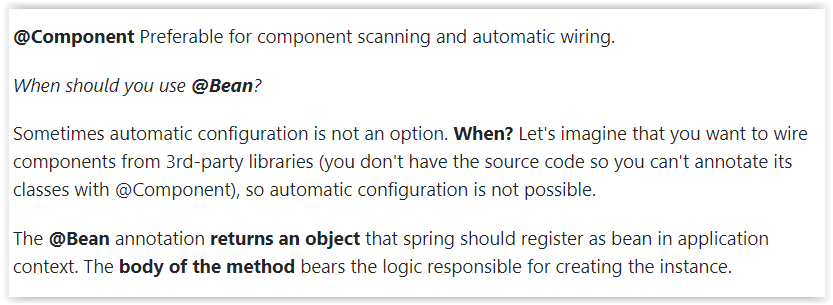 @Component Preferable for component scanning and automatic wiring.
When should you use @Bean?
Sometimes automatic configuration is not an option. When? Let's imagine that you want to wire
components from 3rd-party libraries (you don't have the source code so you can't annotate its
classes with @Component), so automatic configuration is not possible.
The @Bean annotation returns an object that spring should register as bean in application
context. The body of the method bears the logic responsible for creating the instance.